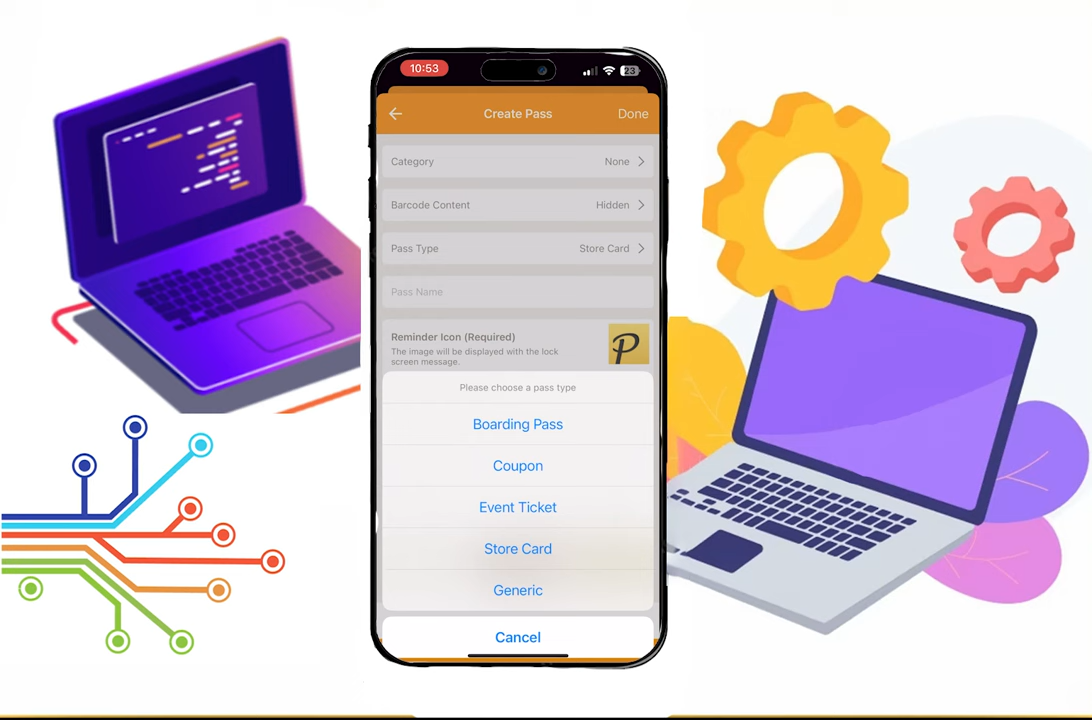 10:53
23
Create Pass
Done
Category
None
Barcode Content
Hidden
Pass Type
Store Card
Pass Name
Reminder Icon (Required)
The image will be displayed with the lock
screen message.
P
Please choose a pass type
Boarding Pass
Coupon
Event Ticket
Store Card
Generic
Cancel